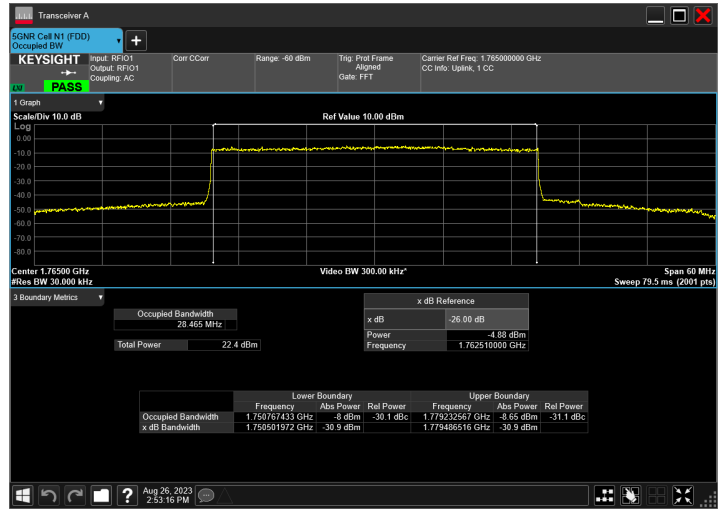 Transceiver A
5GNR Cell N1 (FDD)
Occupied BW
KEYSIGHT
Input: RFIO1
Output: RFIO1
Coupling: AC
Corr CCorr
Range: -60 dBm
Trig: Prot Frame
Aligned
Gate: FFT
Carrier Ref Freq: 1.765000000 GHz
CC Info: Uplink, 1 CC
LXI
PASS
1 Graph
Scale/Div 10.0 dB
Ref Value 10.00 dBm
Log
0.00
-10.0
-20.0
-30.0
-40.0
-50.0
-60.0
-70.0
-80.0
Center 1.76500 GHz
Video BW 300.00 kHz*
Span 60 MHz
#Res BW 30.000 kHz
Sweep 79.5 ms (2001 pts)
3 Boundary Metrics
Occupied Bandwidth
28.465 MHz
Total Power 22.4 dBm
x dB Reference
x dB -26.00 dB
Power -4.88 dBm
Frequency 1.762510000 GHz
Lower Boundary Upper Boundary
Frequency Abs Power Rel Power Frequency Abs Power Rel Power
Occupied Bandwidth 1.750767433 GHz -8 dBm -30.1 dBc 1.779232567 GHz -8.65 dBm -31.1 dBc
x dB Bandwidth 1.750501972 GHz -30.9 dBm 1.779486516 GHz -30.9 dBm
Aug 26, 2023
2:53:16 PM